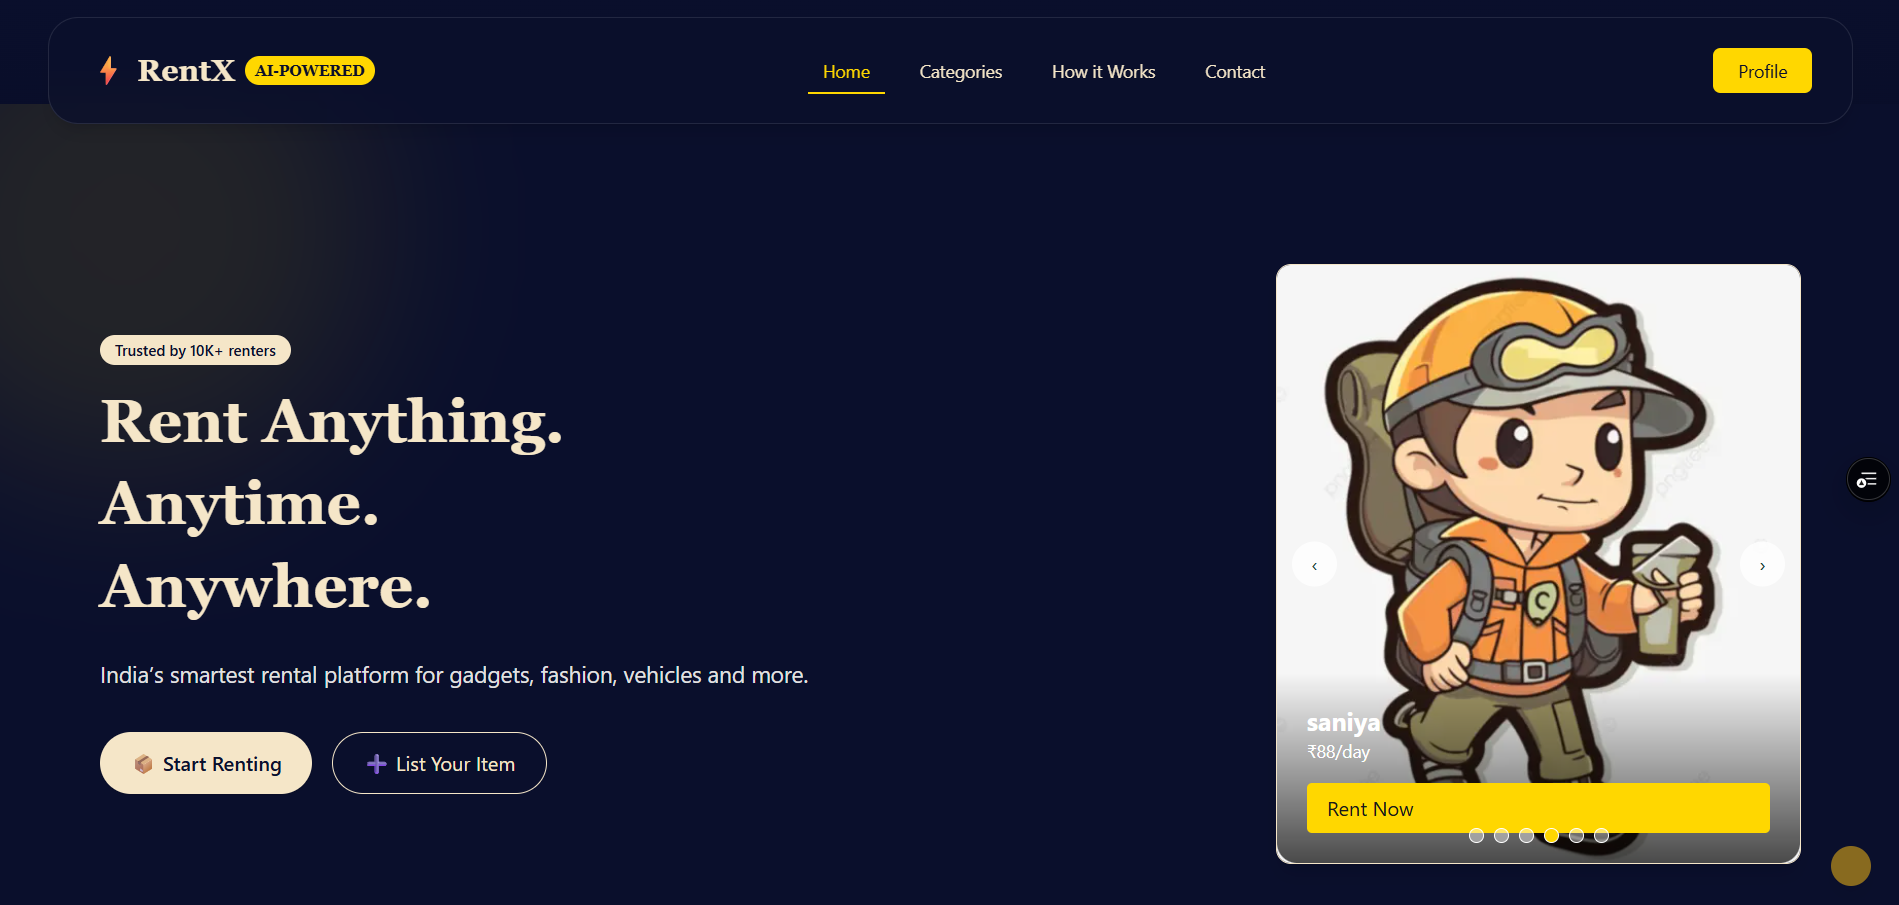 RentX AI-POWERED
Home Categories How it Works Contact
Profile
Trusted by 10K+ renters
Rent Anything.
Anytime.
Anywhere.
India’s smartest rental platform for gadgets, fashion, vehicles and more.
📦 Start Renting
➕ List Your Item
C
‹ ›
saniya
₹88/day
Rent Now